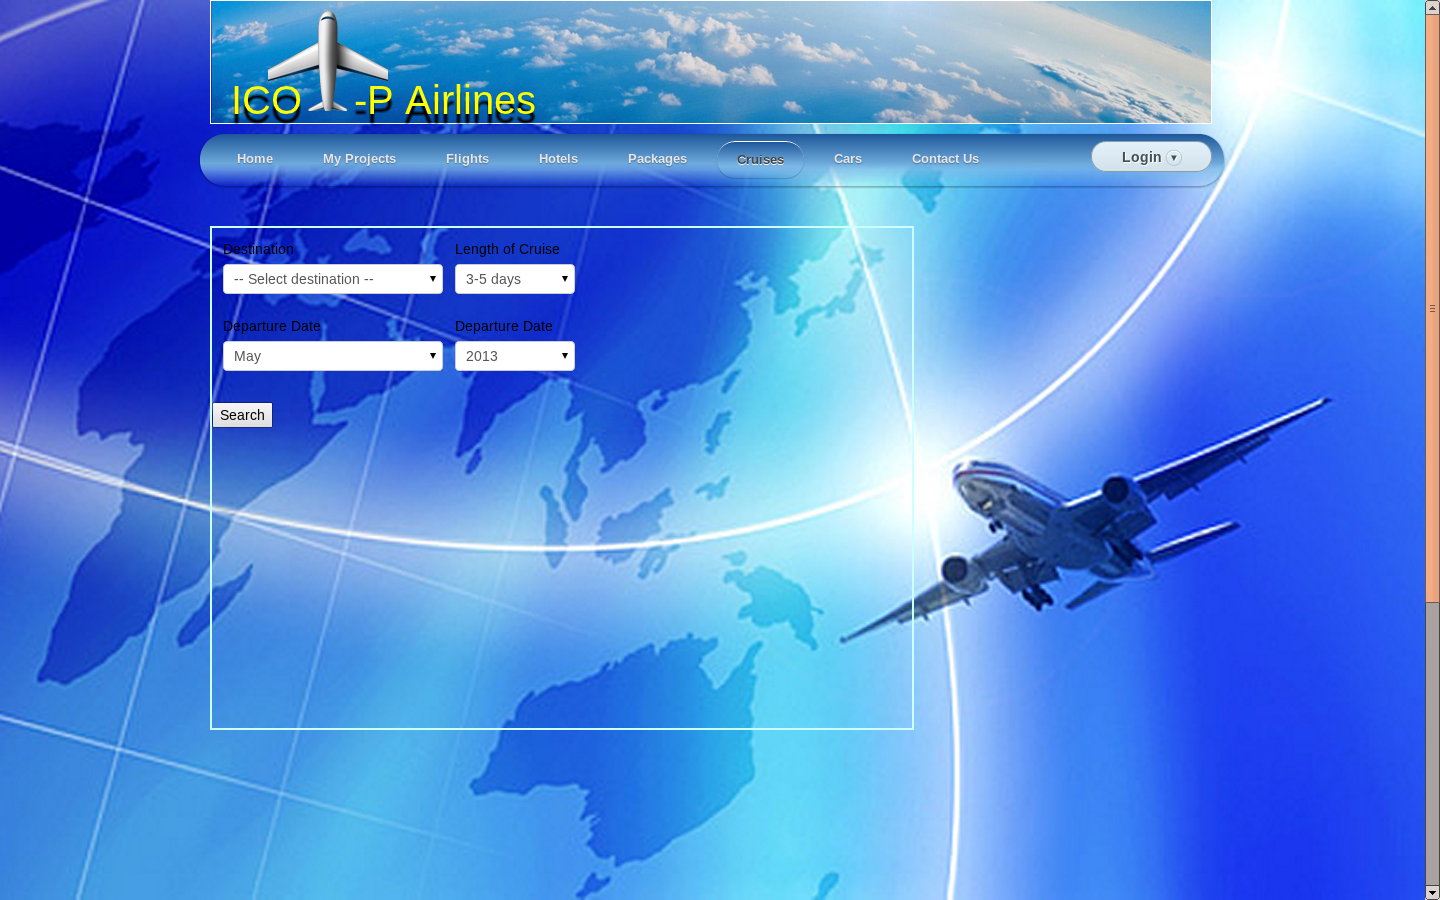 ICO -P Airlines
Home My Projects Flights Hotels Packages Cruises Cars Contact Us Login
Destination Length of Cruise
-- Select destination -- 3-5 days
Departure Date Departure Date
May 2013
Search